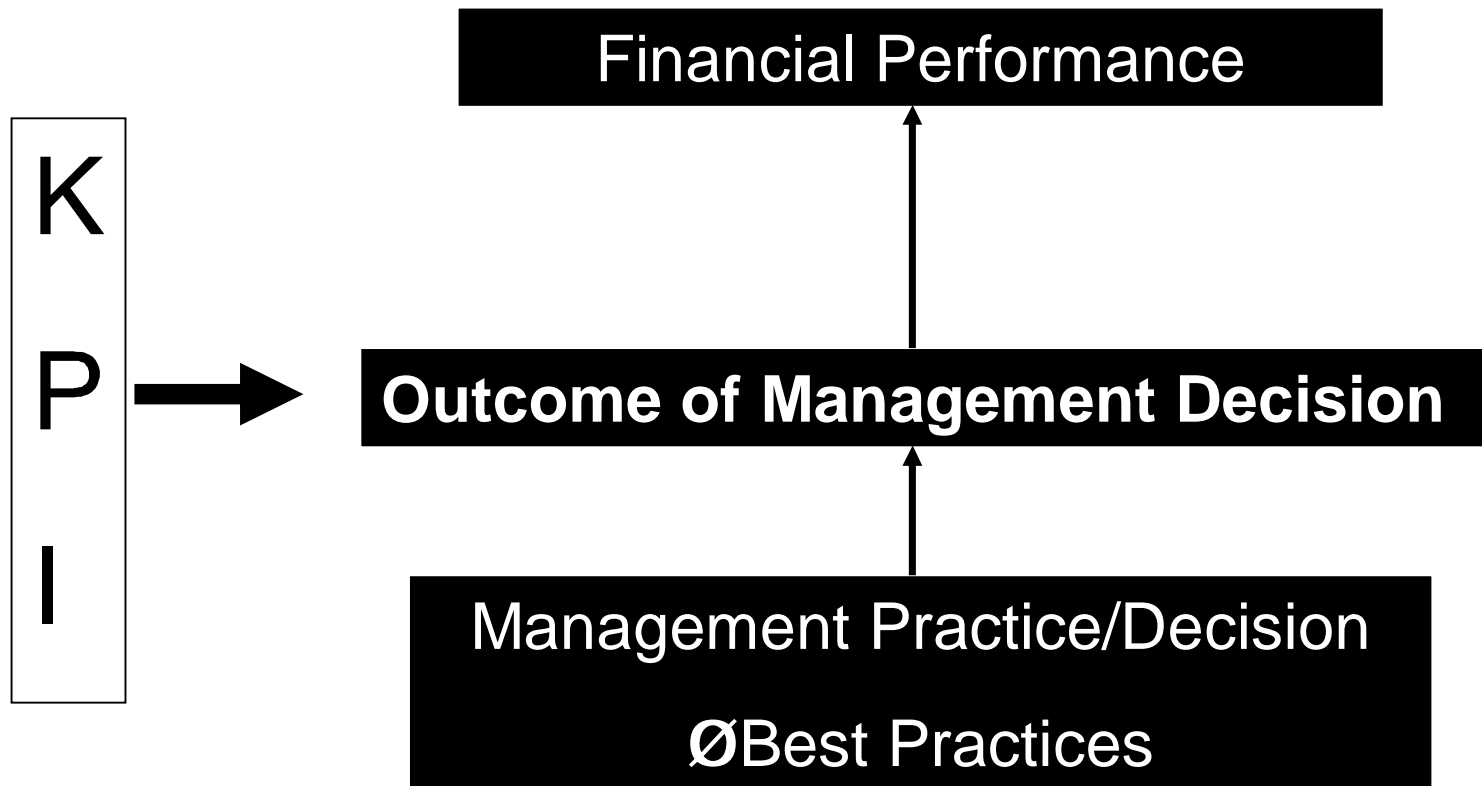 Financial Performance
K
P
I
Outcome of Management Decision
Management Practice/Decision
ØBest Practices